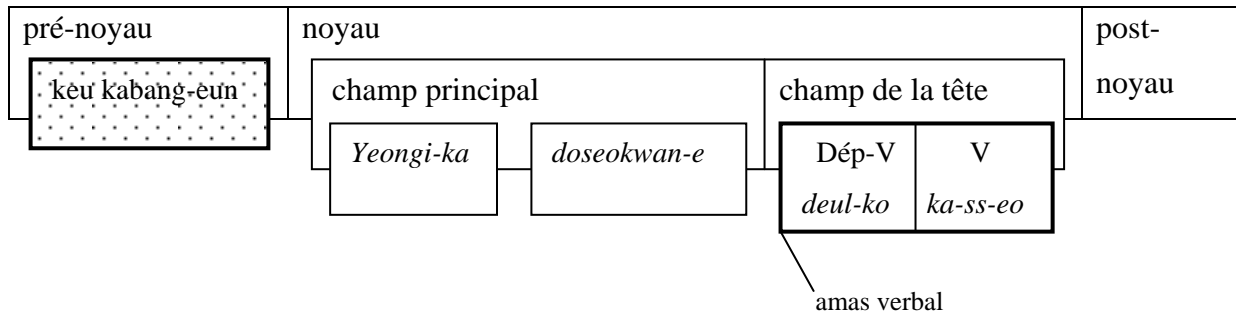 pré-noyau
noyau
post-
noyau
keu kabang-eun
champ principal
champ de la tête
Yeongi-ka
doseokwan-e
Dép-V
V
deul-ko
ka-ss-eo
amas verbal